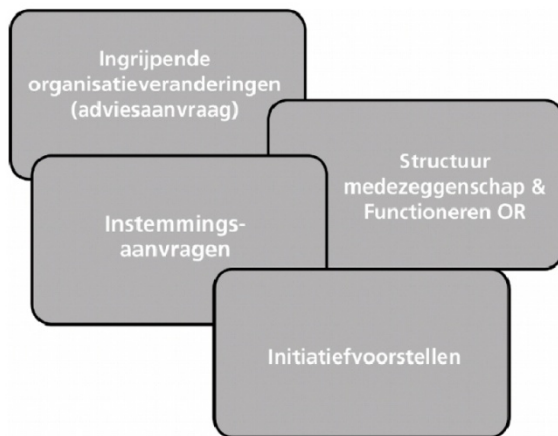 Ingrijpende
organisatieveranderingen
(adviesaanvraag)
Structuur
medezeggenschap &
Functioneren OR
Instemmings-
aanvragen
Initiatiefvoorstellen